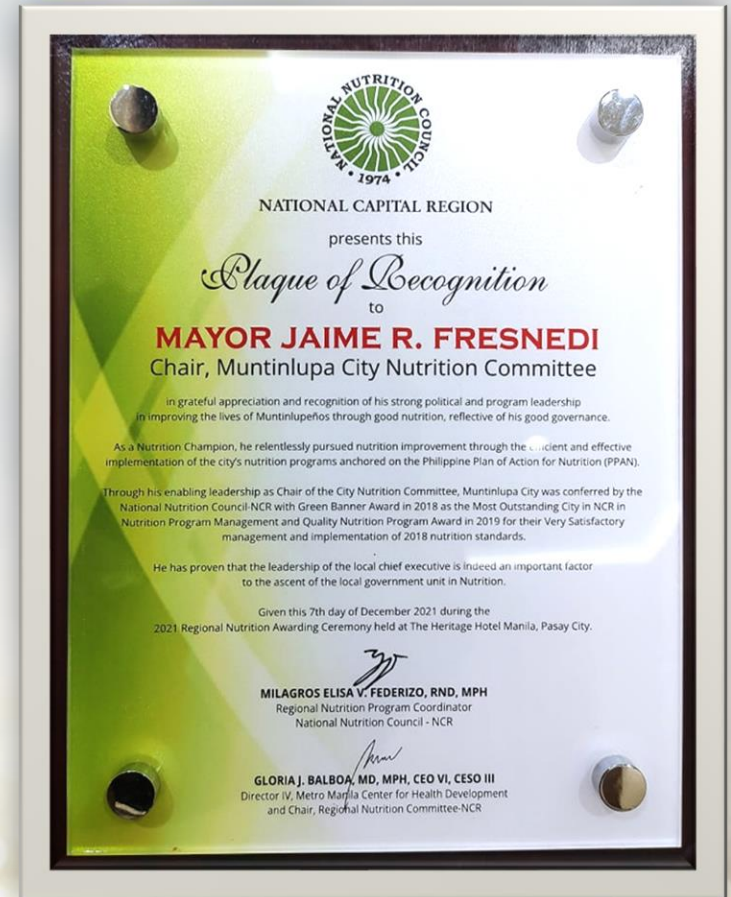 NATIONAL NUTRITION COUNCIL
1974
NATIONAL CAPITAL REGION
presents this
Plaque of Recognition
to
MAYOR JAIME R. FRESNEDI
Chair, Muntinlupa City Nutrition Committee
in grateful appreciation and recognition of his strong political and program leadership
in improving the lives of Muntinlupeños through good nutrition, reflective of his good governance.
As a Nutrition Champion, he relentlessly pursued nutrition improvement through the efficient and effective
implementation of the city's nutrition programs anchored on the Philippine Plan of Action for Nutrition (PPAN).
Through his enabling leadership as Chair of the City Nutrition Committee, Muntinlupa City was conferred by the
National Nutrition Council-NCR with Green Banner Award in 2018 as the Most Outstanding City in NCR in
Nutrition Program Management and Quality Nutrition Program Award in 2019 for their Very Satisfactory
management and implementation of 2018 nutrition standards.
He has proven that the leadership of the local chief executive is indeed an important factor
to the ascent of the local government unit in Nutrition.
Given this 7th day of December 2021 during the
2021 Regional Nutrition Awarding Ceremony held at The Heritage Hotel Manila, Pasay City.
MILAGROS ELISA V. FEDERIZO, RND, MPH
Regional Nutrition Program Coordinator
National Nutrition Council - NCR
GLORIA J. BALBOA, MD, MPH, CEO VI, CESO III
Director IV, Metro Manila Center for Health Development
and Chair, Regional Nutrition Committee-NCR